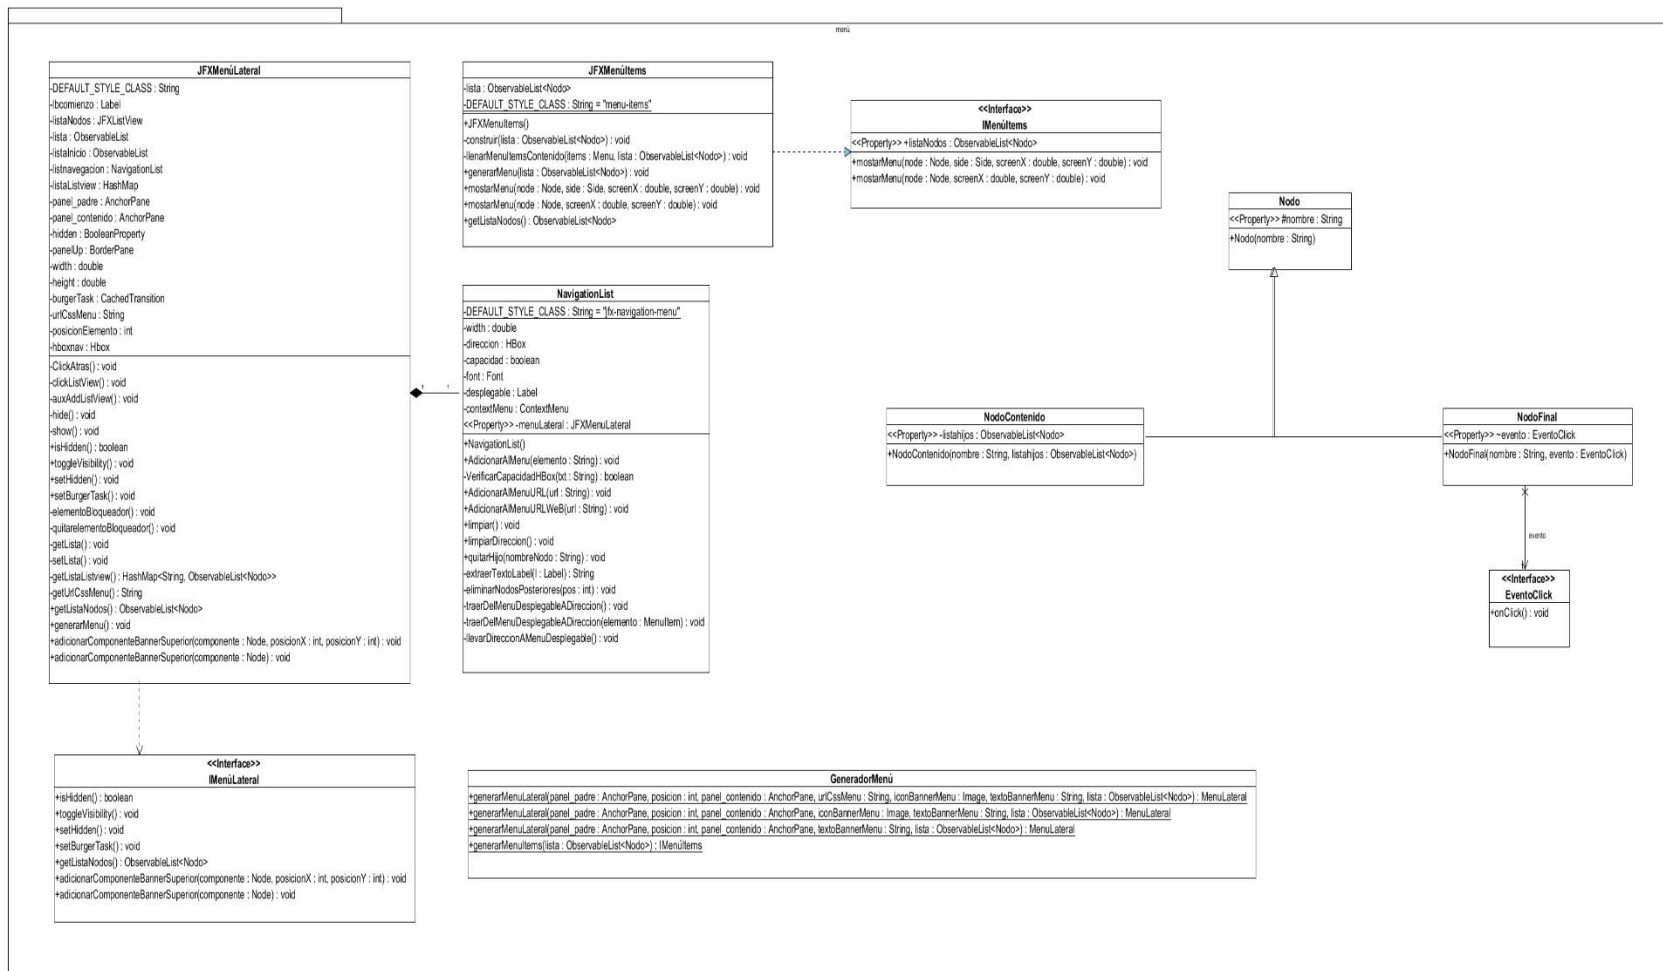 menú
JFXMenúLateral
-DEFAULT_STYLE_CLASS : String
-lbcomienzo : Label
-listaNodos : JFXListView
-lista : ObservableList
-listaInicio : ObservableList
-listnavegacion : NavigationList
-listaListview : HashMap
-panel_padre : AnchorPane
-panel_contenido : AnchorPane
-hidden : BooleanProperty
-panelUp : BorderPane
-width : double
-height : double
-burgerTask : CachedTransition
-urlCssMenu : String
-posicionElemento : int
-hboxnav : Hbox
-ClickAtras() : void
-clickListView() : void
-auxAddListView() : void
-hide() : void
-show() : void
+isHidden() : boolean
+toggleVisibility() : void
+setHidden() : void
+setBurgerTask() : void
-elementoBloqueador() : void
-quitarelementoBloqueador() : void
-getLista() : void
-setLista() : void
-getListaListview() : HashMap<String, ObservableList<Nodo>>
-getUrlCssMenu() : String
+getListaNodos() : ObservableList<Nodo>
+generarMenu() : void
+adicionarComponenteBannerSuperior(componente : Node, posicionX : int, posicionY : int) : void
+adicionarComponenteBannerSuperior(componente : Node) : void
JFXMenúItems
-lista : ObservableList<Nodo>
-DEFAULT_STYLE_CLASS : String = "menu-items"
+JFXMenuItems()
-construir(lista : ObservableList<Nodo>) : void
-llenarMenuItemsContenido(items : Menu, lista : ObservableList<Nodo>) : void
+generarMenu(lista : ObservableList<Nodo>) : void
+mostarMenu(node : Node, side : Side, screenX : double, screenY : double) : void
+mostarMenu(node : Node, screenX : double, screenY : double) : void
+getListaNodos() : ObservableList<Nodo>
<<Interface>>
IMenúItems
<<Property>> +listaNodos : ObservableList<Nodo>
+mostarMenu(node : Node, side : Side, screenX : double, screenY : double) : void
+mostarMenu(node : Node, screenX : double, screenY : double) : void
Nodo
<<Property>> #nombre : String
+Nodo(nombre : String)
NavigationList
-DEFAULT_STYLE_CLASS : String = "jfx-navigation-menu"
-width : double
-direccion : HBox
-capacidad : boolean
-font : Font
-desplegable : Label
-contextMenu : ContextMenu
<<Property>> -menuLateral : JFXMenuLateral
+NavigationList()
+AdicionarAlMenu(elemento : String) : void
-VerificarCapacidadHBox(txt : String) : boolean
+AdicionarAlMenuURL(url : String) : void
+AdicionarAlMenuURLWeB(url : String) : void
+limpiar() : void
+limpiarDireccion() : void
+quitarHijo(nombreNodo : String) : void
-extraerTextoLabel(l : Label) : String
-eliminarNodosPosteriores(pos : int) : void
-traerDelMenuDesplegableADireccion() : void
-traerDelMenuDesplegableADireccion(elemento : MenuItem) : void
-llevarDireccionAMenuDesplegable() : void
NodoContenido
<<Property>> -listahijos : ObservableList<Nodo>
+NodoContenido(nombre : String, listahijos : ObservableList<Nodo>)
NodoFinal
<<Property>> ~evento : EventoClick
+NodoFinal(nombre : String, evento : EventoClick)
evento
<<Interface>>
EventoClick
+onClick() : void
<<Interface>>
IMenúLateral
+isHidden() : boolean
+toggleVisibility() : void
+setHidden() : void
+setBurgerTask() : void
+getListaNodos() : ObservableList<Nodo>
+adicionarComponenteBannerSuperior(componente : Node, posicionX : int, posicionY : int) : void
+adicionarComponenteBannerSuperior(componente : Node) : void
GeneradorMenú
+generarMenuLateral(panel_padre : AnchorPane, posicion : int, panel_contenido : AnchorPane, urlCssMenu : String, iconBannerMenu : Image, textoBannerMenu : String, lista : ObservableList<Nodo>) : MenuLateral
+generarMenuLateral(panel_padre : AnchorPane, posicion : int, panel_contenido : AnchorPane, iconBannerMenu : Image, textoBannerMenu : String, lista : ObservableList<Nodo>) : MenuLateral
+generarMenuLateral(panel_padre : AnchorPane, posicion : int, panel_contenido : AnchorPane, textoBannerMenu : String, lista : ObservableList<Nodo>) : MenuLateral
+generarMenuItems(lista : ObservableList<Nodo>) : IMenúItems